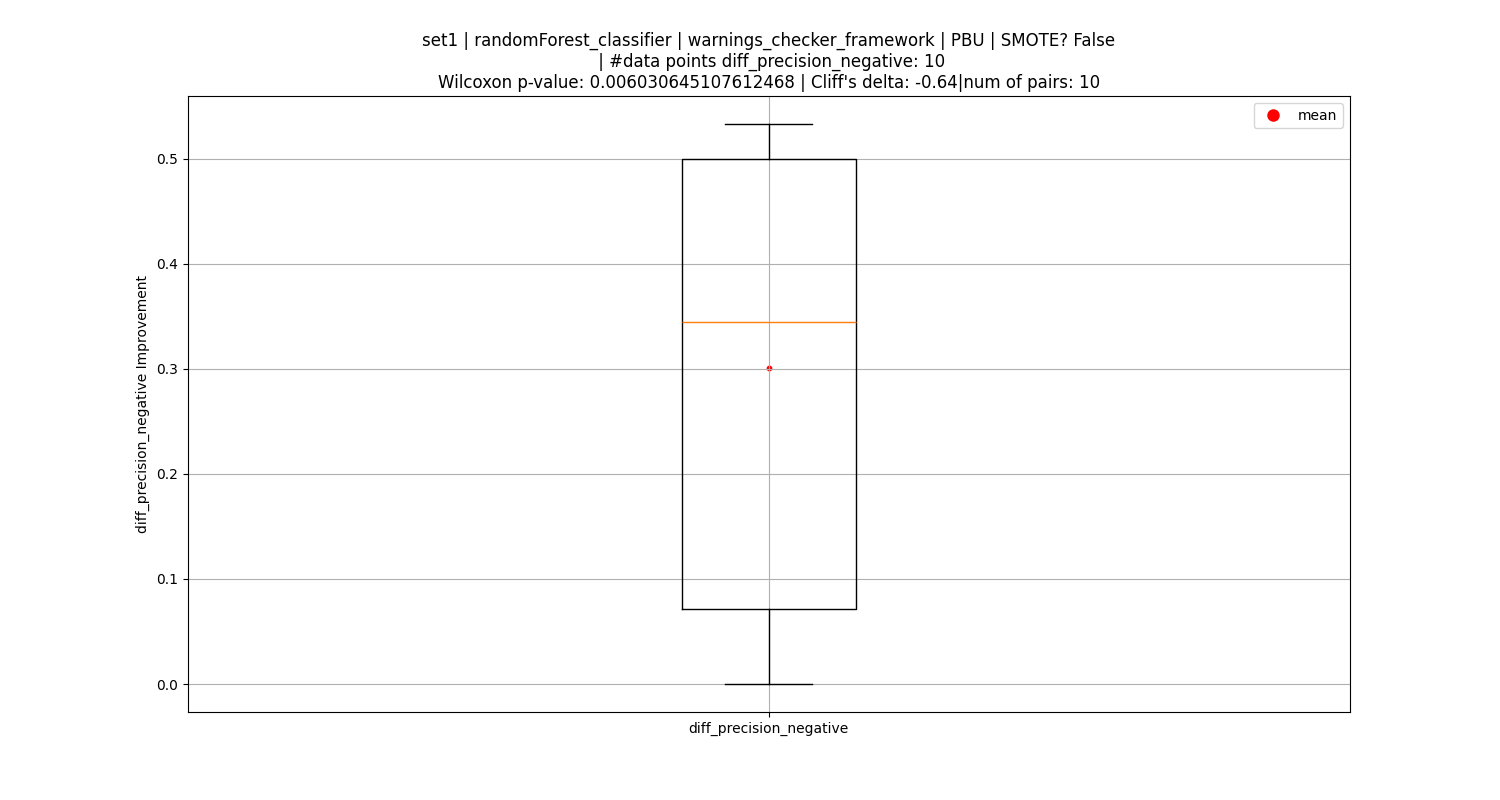 set1 | randomForest_classifier | warnings_checker_framework | PBU | SMOTE? False
| #data points diff_precision_negative: 10
Wilcoxon p-value: 0.006030645107612468 | Cliff's delta: -0.64|num of pairs: 10
mean
0.5
0.4
0.3
0.2
0.1
0.0
diff_precision_negative Improvement
diff_precision_negative